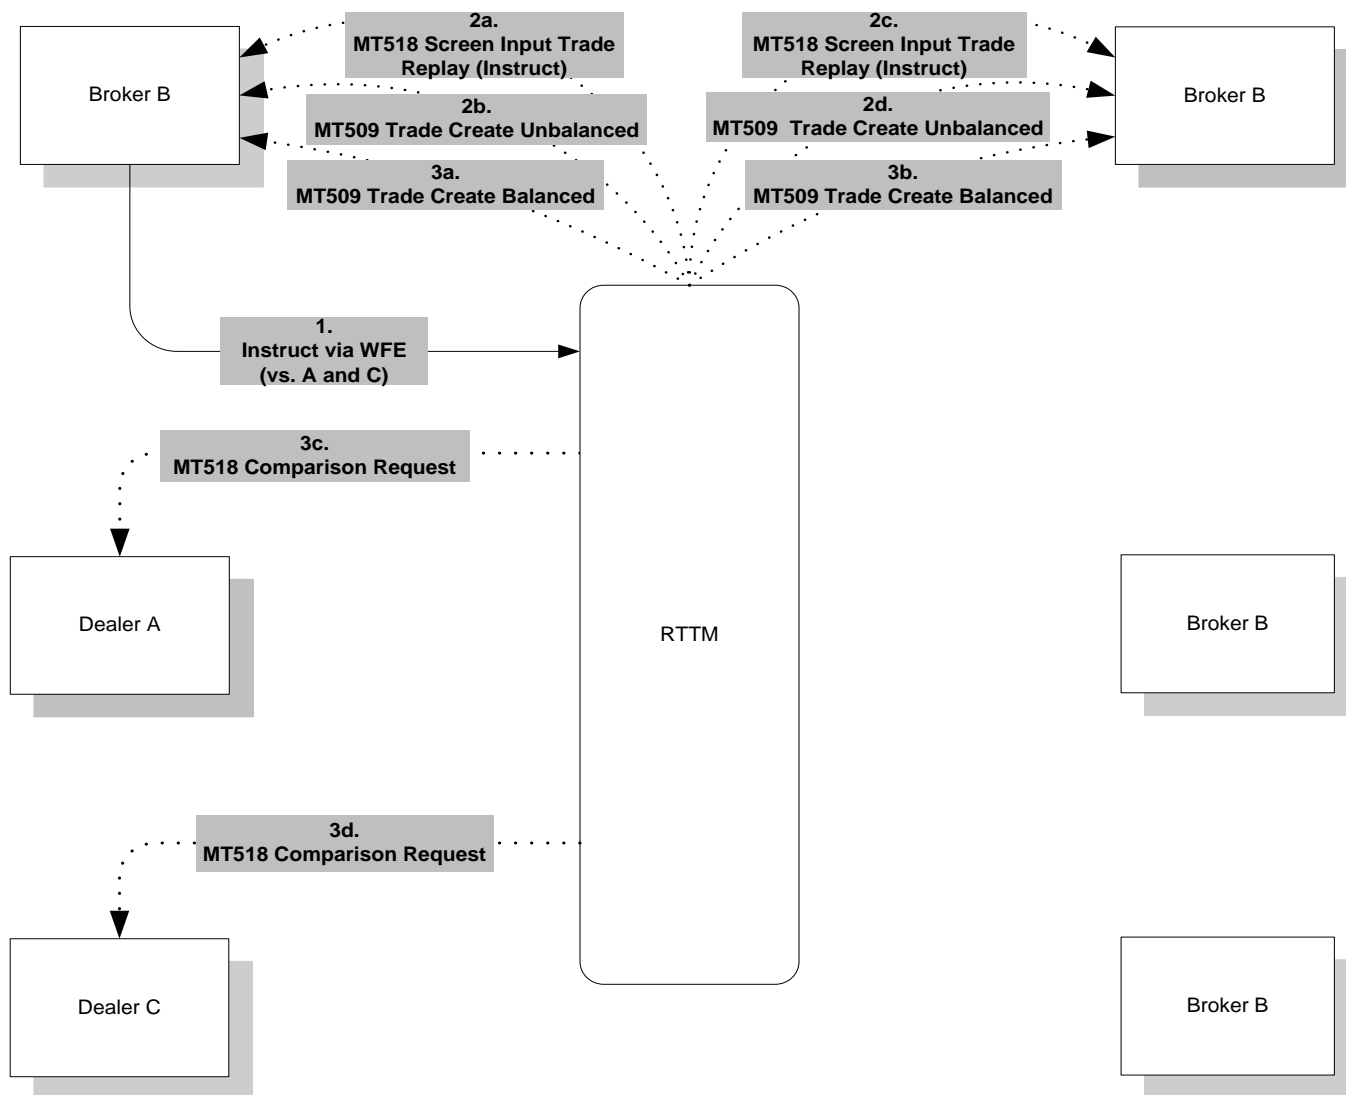 2a.
MT518 Screen Input Trade
Replay (Instruct)
2c.
MT518 Screen Input Trade
Replay (Instruct)
Broker B
Broker B
2b.
MT509 Trade Create Unbalanced
2d.
MT509 Trade Create Unbalanced
3a.
MT509 Trade Create Balanced
3b.
MT509 Trade Create Balanced
1.
Instruct via WFE
(vs. A and C)
3c.
MT518 Comparison Request
Dealer A
RTTM
Broker B
3d.
MT518 Comparison Request
Dealer C
Broker B